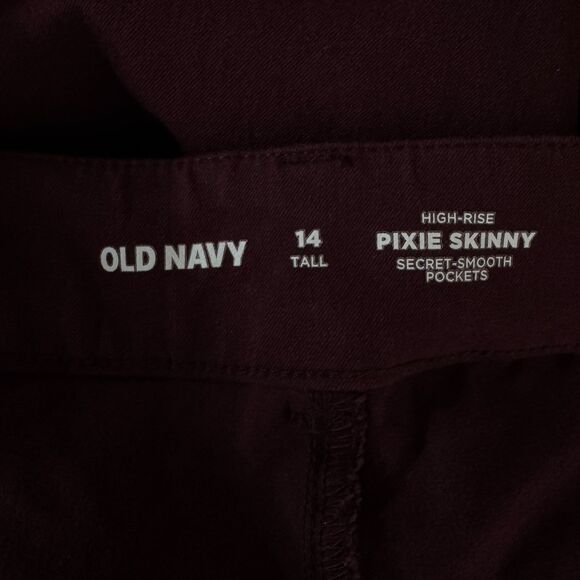 OLD NAVY
14
TALL
HIGH-RISE
PIXIE SKINNY
SECRET-SMOOTH
POCKETS